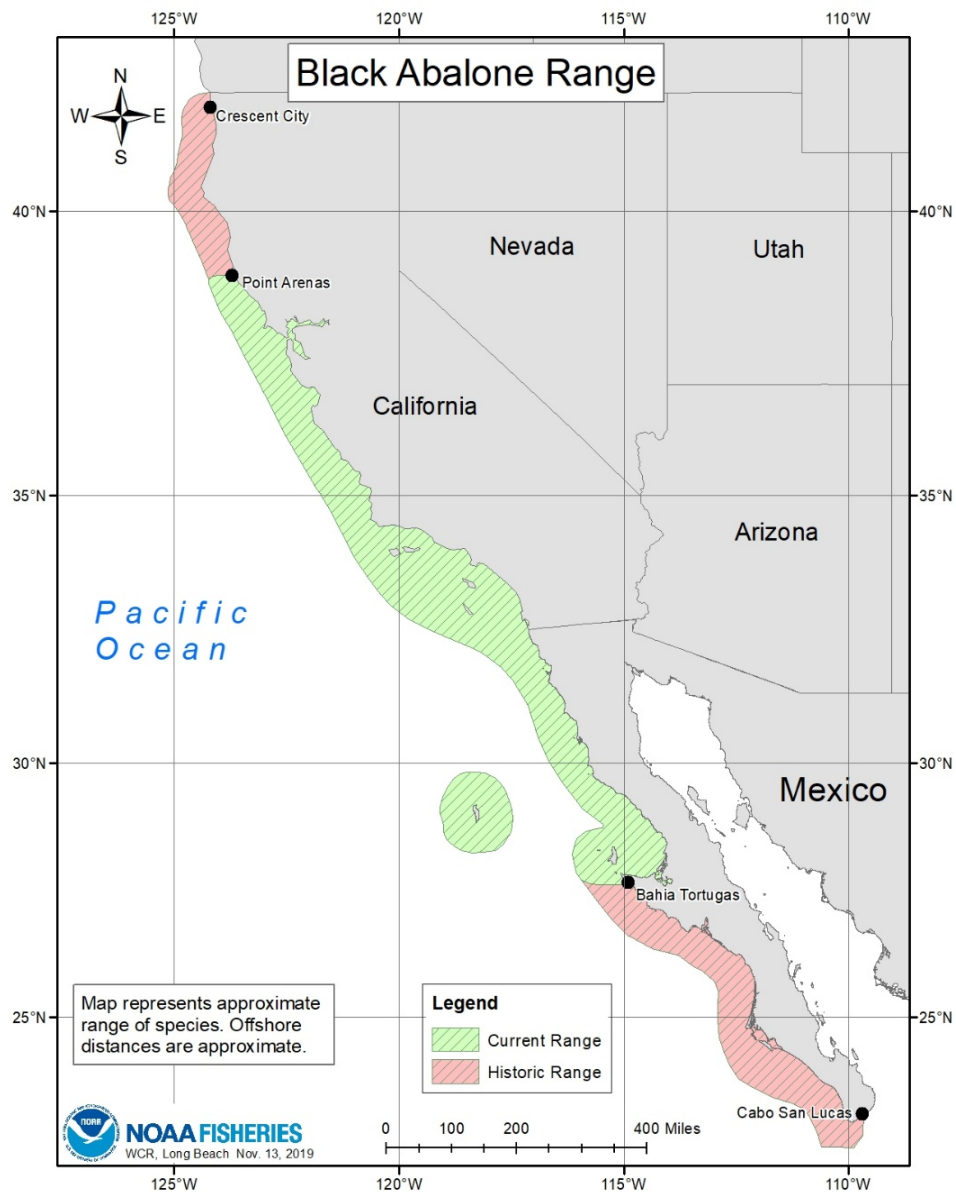 125°W 120°W 115°W 110°W
Black Abalone Range
N
W E
S
Crescent City
40°N 40°N
Nevada
Utah
Point Arenas
California
35°N 35°N
Arizona
Pacific
Ocean
30°N 30°N
Mexico
Bahia Tortugas
Map represents approximate
range of species. Offshore
distances are approximate.
Legend
Current Range
Historic Range
25°N 25°N
Cabo San Lucas
NOAA
NOAA FISHERIES
WCR, Long Beach Nov. 13, 2019
0 100 200 400 Miles
125°W 120°W 115°W 110°W